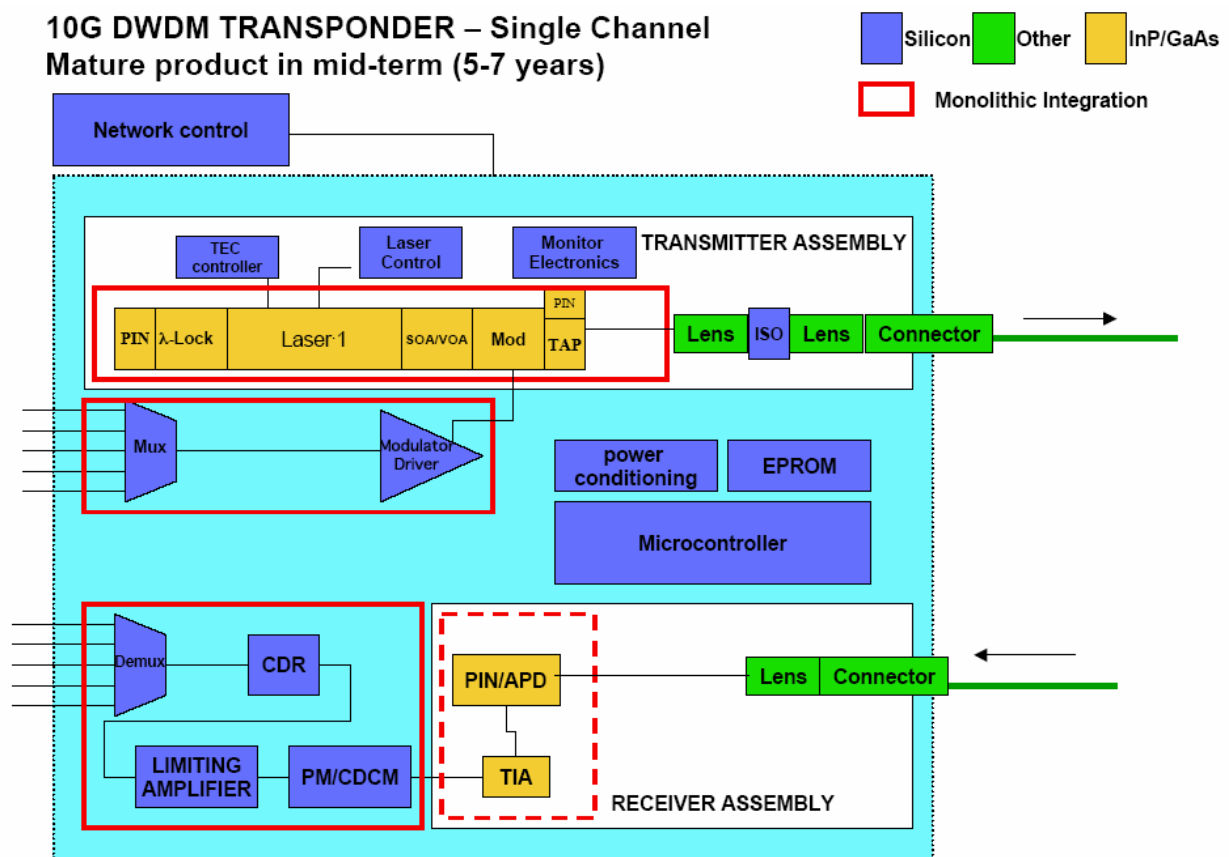 10G DWDM TRANSPONDER – Single Channel
Mature product in mid-term (5-7 years)
Silicon
Other
InP/GaAs
Monolithic Integration
Network control
TRANSMITTER ASSEMBLY
TEC
controller
Laser
Control
Monitor
Electronics
PIN
PIN
λ-Lock
Laser 1
SOA/VOA
Mod
TAP
Lens
ISO
Lens
Connector
Mux
Modulator
Driver
power
conditioning
EPROM
Microcontroller
Demux
CDR
PIN/APD
Lens
Connector
LIMITING
AMPLIFIER
PM/CDCM
TIA
RECEIVER ASSEMBLY